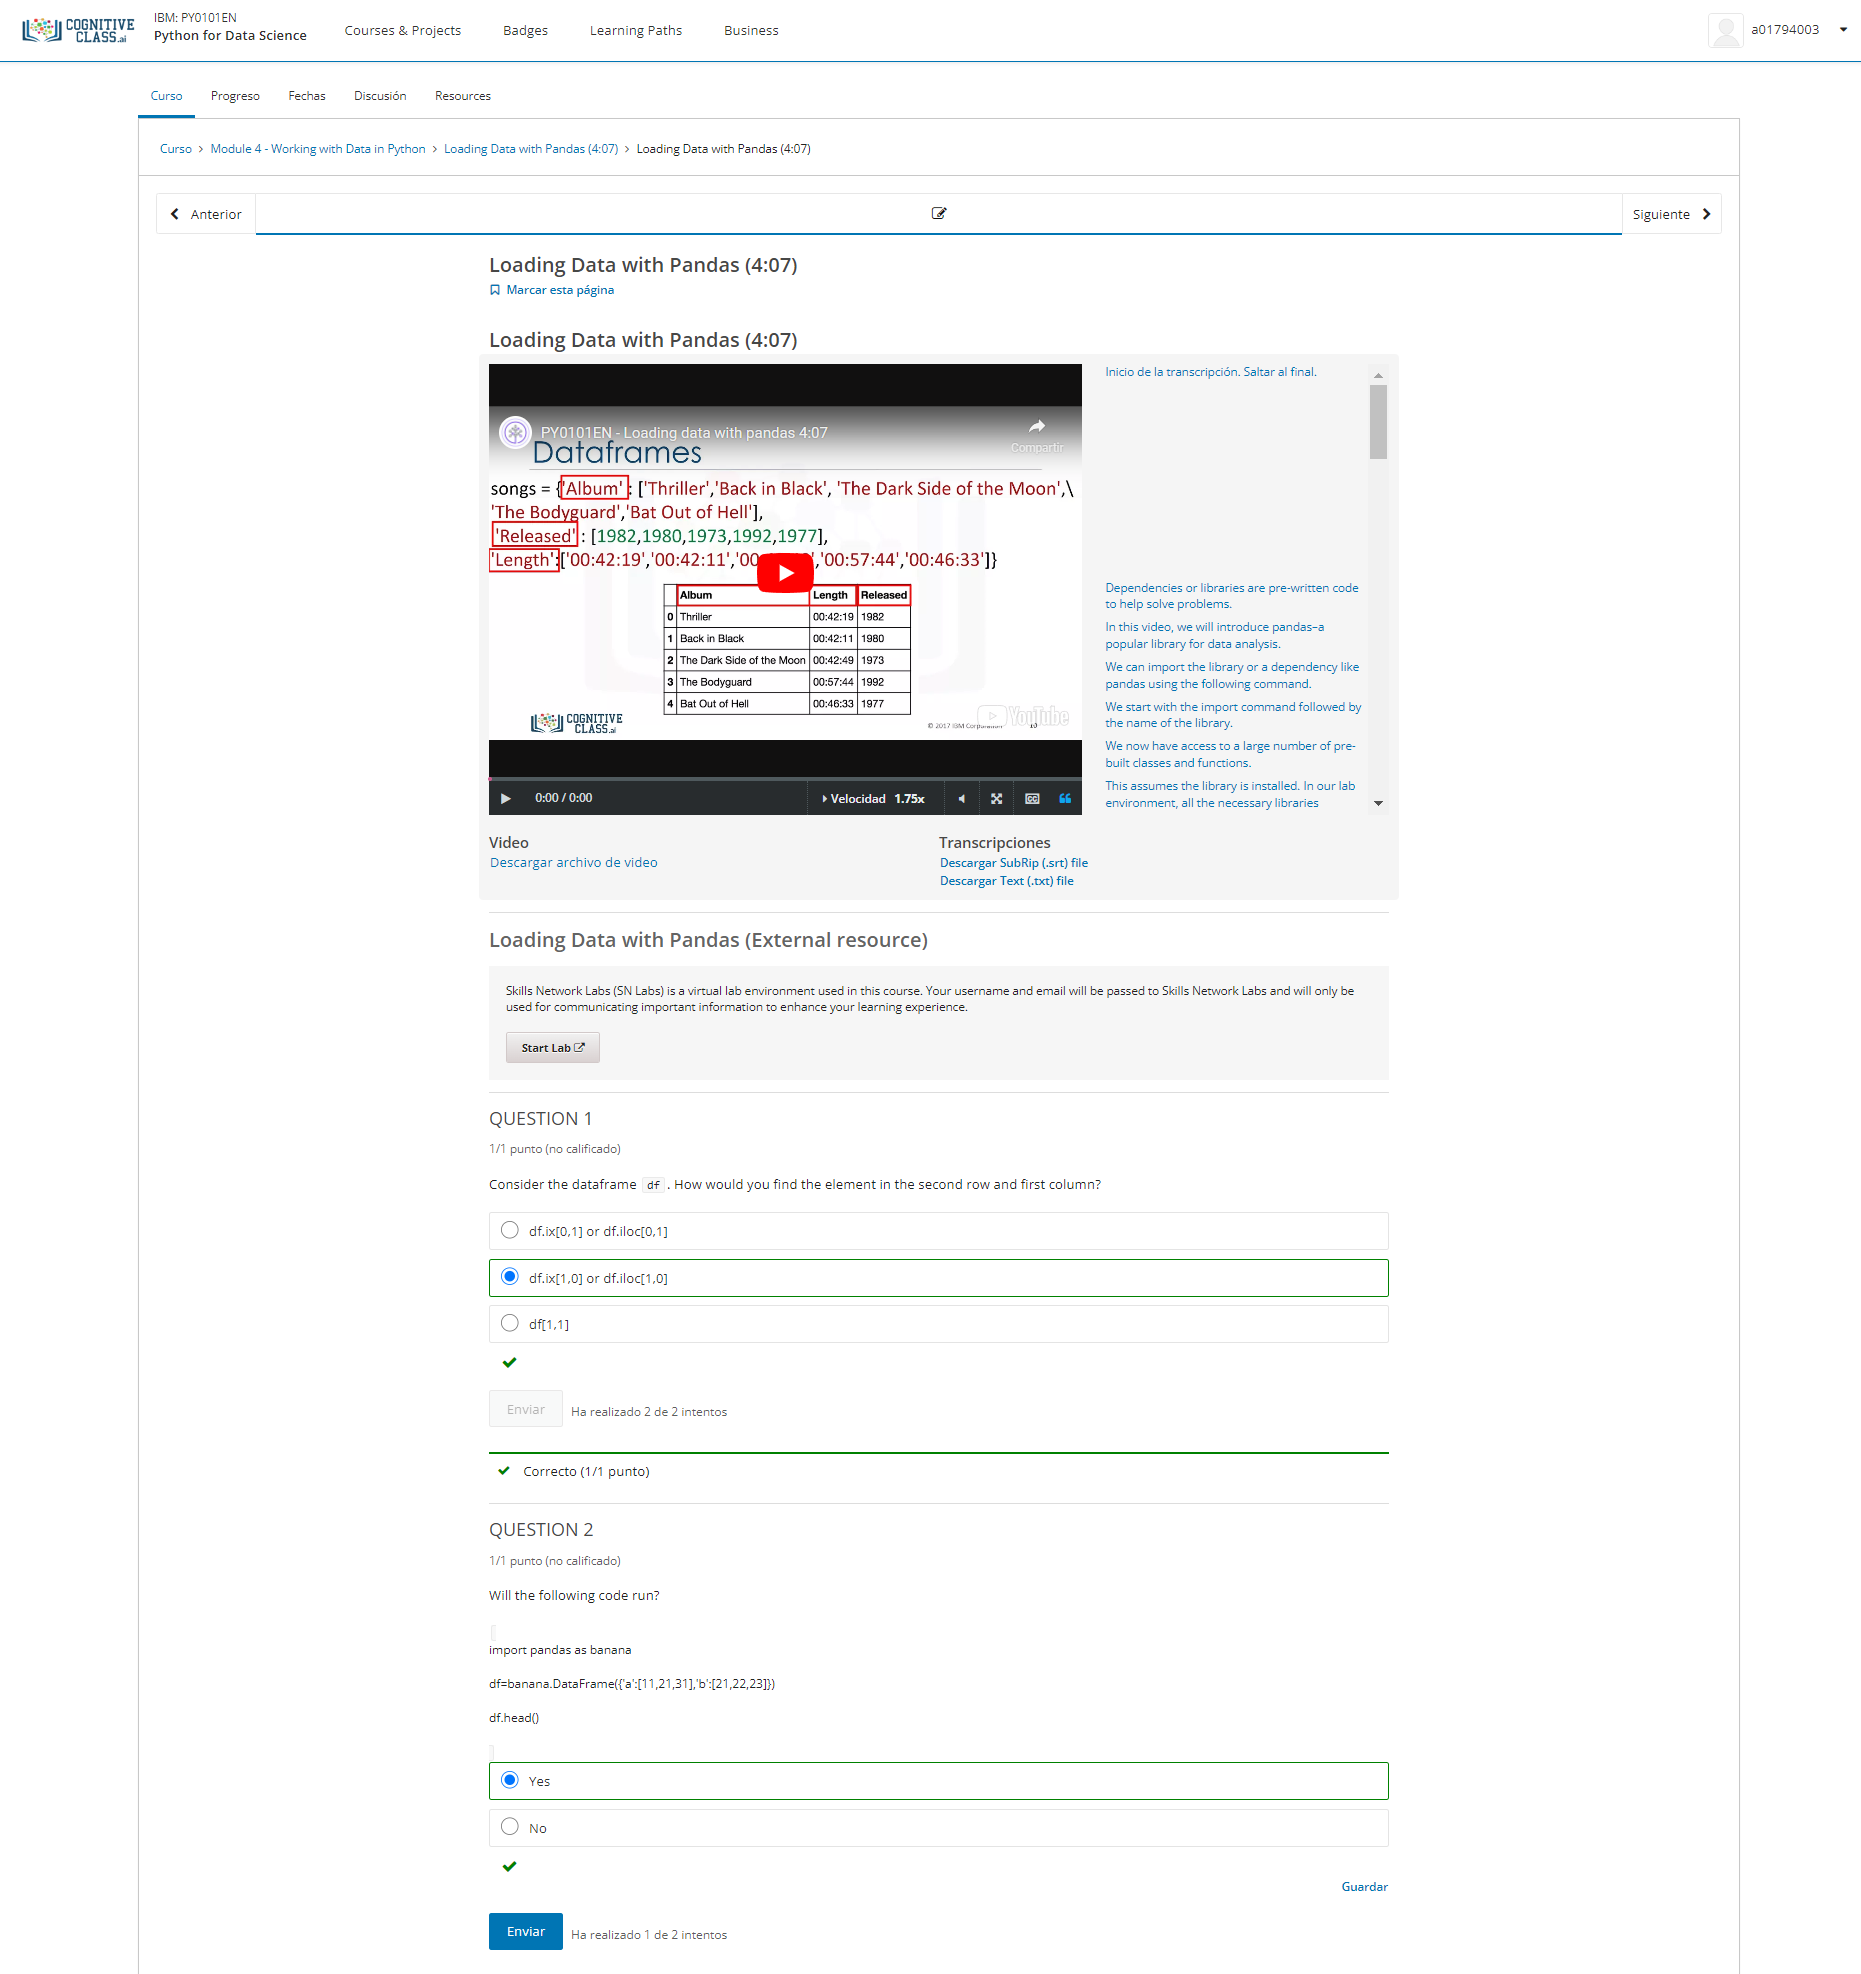 COGNITIVE
CLASS.ai
IBM: PY0101EN
Python for Data Science
Courses & Projects
Badges
Learning Paths
Business
a01794003
Curso
Progreso
Fechas
Discusión
Resources
Curso > Module 4 - Working with Data in Python > Loading Data with Pandas (4:07) > Loading Data with Pandas (4:07)
Anterior
Siguiente
Loading Data with Pandas (4:07)
Marcar esta página
Loading Data with Pandas (4:07)
PY0101EN - Loading data with pandas 4:07
Compartir
Dataframes
songs = {'Album' : ['Thriller','Back in Black', 'The Dark Side of the Moon',\
'The Bodyguard','Bat Out of Hell'],
'Released' : [1982,1980,1973,1992,1977],
'Length':['00:42:19','00:42:11','00 ','00:57:44','00:46:33']}
Album Length Released
0 Thriller 00:42:19 1982
1 Back in Black 00:42:11 1980
2 The Dark Side of the Moon 00:42:49 1973
3 The Bodyguard 00:57:44 1992
4 Bat Out of Hell 00:46:33 1977
COGNITIVE
CLASS.ai
© 2017 IBM Corporation
10
YouTube
0:00 / 0:00
Velocidad 1.75x
Inicio de la transcripción. Saltar al final.
Dependencies or libraries are pre-written code
to help solve problems.
In this video, we will introduce pandas–a
popular library for data analysis.
We can import the library or a dependency like
pandas using the following command.
We start with the import command followed by
the name of the library.
We now have access to a large number of pre-
built classes and functions.
This assumes the library is installed. In our lab
environment, all the necessary libraries
Video
Descargar archivo de video
Transcripciones
Descargar SubRip (.srt) file
Descargar Text (.txt) file
Loading Data with Pandas (External resource)
Skills Network Labs (SN Labs) is a virtual lab environment used in this course. Your username and email will be passed to Skills Network Labs and will only be
used for communicating important information to enhance your learning experience.
Start Lab
QUESTION 1
1/1 punto (no calificado)
Consider the dataframe df . How would you find the element in the second row and first column?
df.ix[0,1] or df.iloc[0,1]
df.ix[1,0] or df.iloc[1,0]
df[1,1]
Enviar
Ha realizado 2 de 2 intentos
Correcto (1/1 punto)
QUESTION 2
1/1 punto (no calificado)
Will the following code run?
import pandas as banana
df=banana.DataFrame({'a':[11,21,31],'b':[21,22,23]})
df.head()
Yes
No
Guardar
Enviar
Ha realizado 1 de 2 intentos